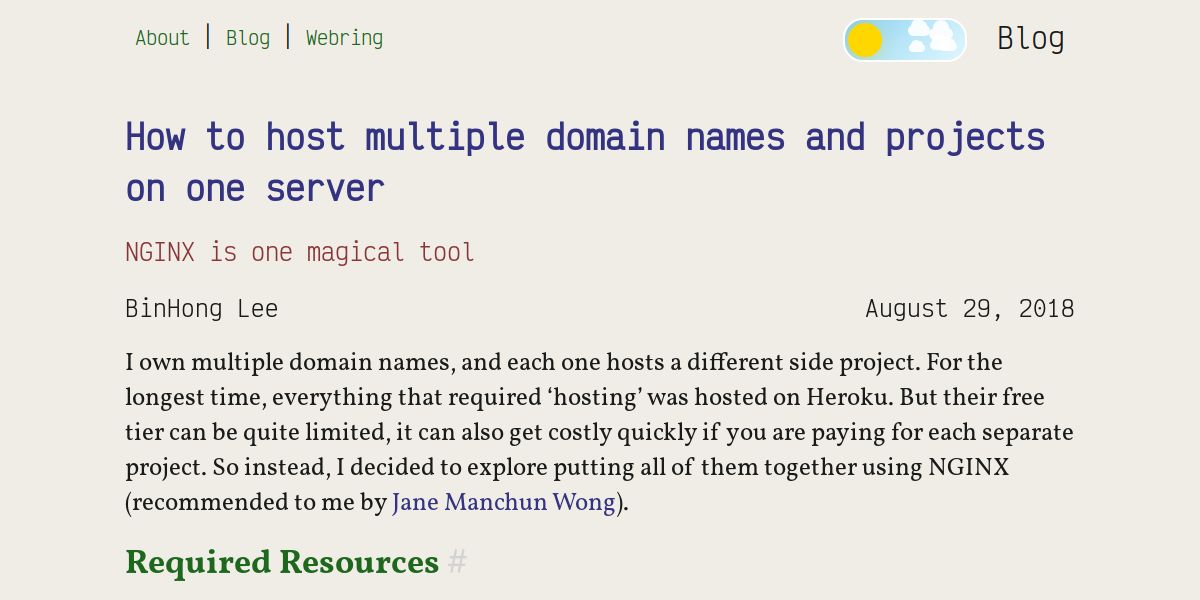 About | Blog | Webring
Blog
How to host multiple domain names and projects
on one server
NGINX is one magical tool
BinHong Lee
August 29, 2018
I own multiple domain names, and each one hosts a different side project. For the
longest time, everything that required ‘hosting’ was hosted on Heroku. But their free
tier can be quite limited, it can also get costly quickly if you are paying for each separate
project. So instead, I decided to explore putting all of them together using NGINX
(recommended to me by Jane Manchun Wong).
Required Resources #